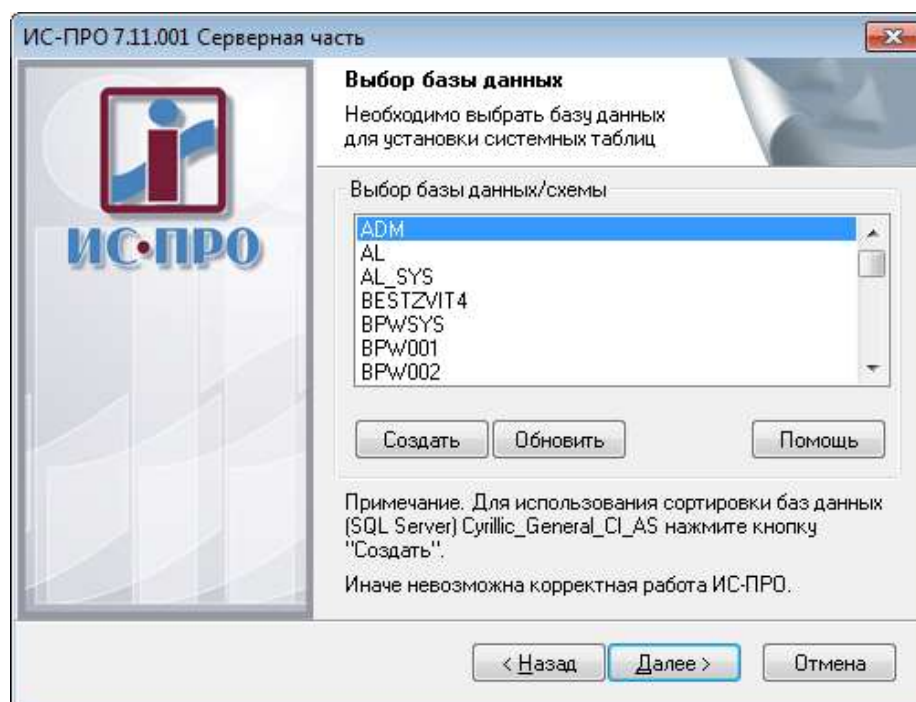 ИС-ПРО 7.11.001 Серверная часть
ИС•ПРО
Выбор базы данных
Необходимо выбрать базу данных
для установки системных таблиц
Выбор базы данных/схемы
ADM
AL
AL_SYS
BESTZVIT4
BPWSYS
BPW001
BPW002
Создать Обновить Помощь
Примечание. Для использования сортировки баз данных
(SQL Server) Cyrillic_General_CI_AS нажмите кнопку
"Создать".
Иначе невозможна корректная работа ИС-ПРО.
< Назад Далее > Отмена